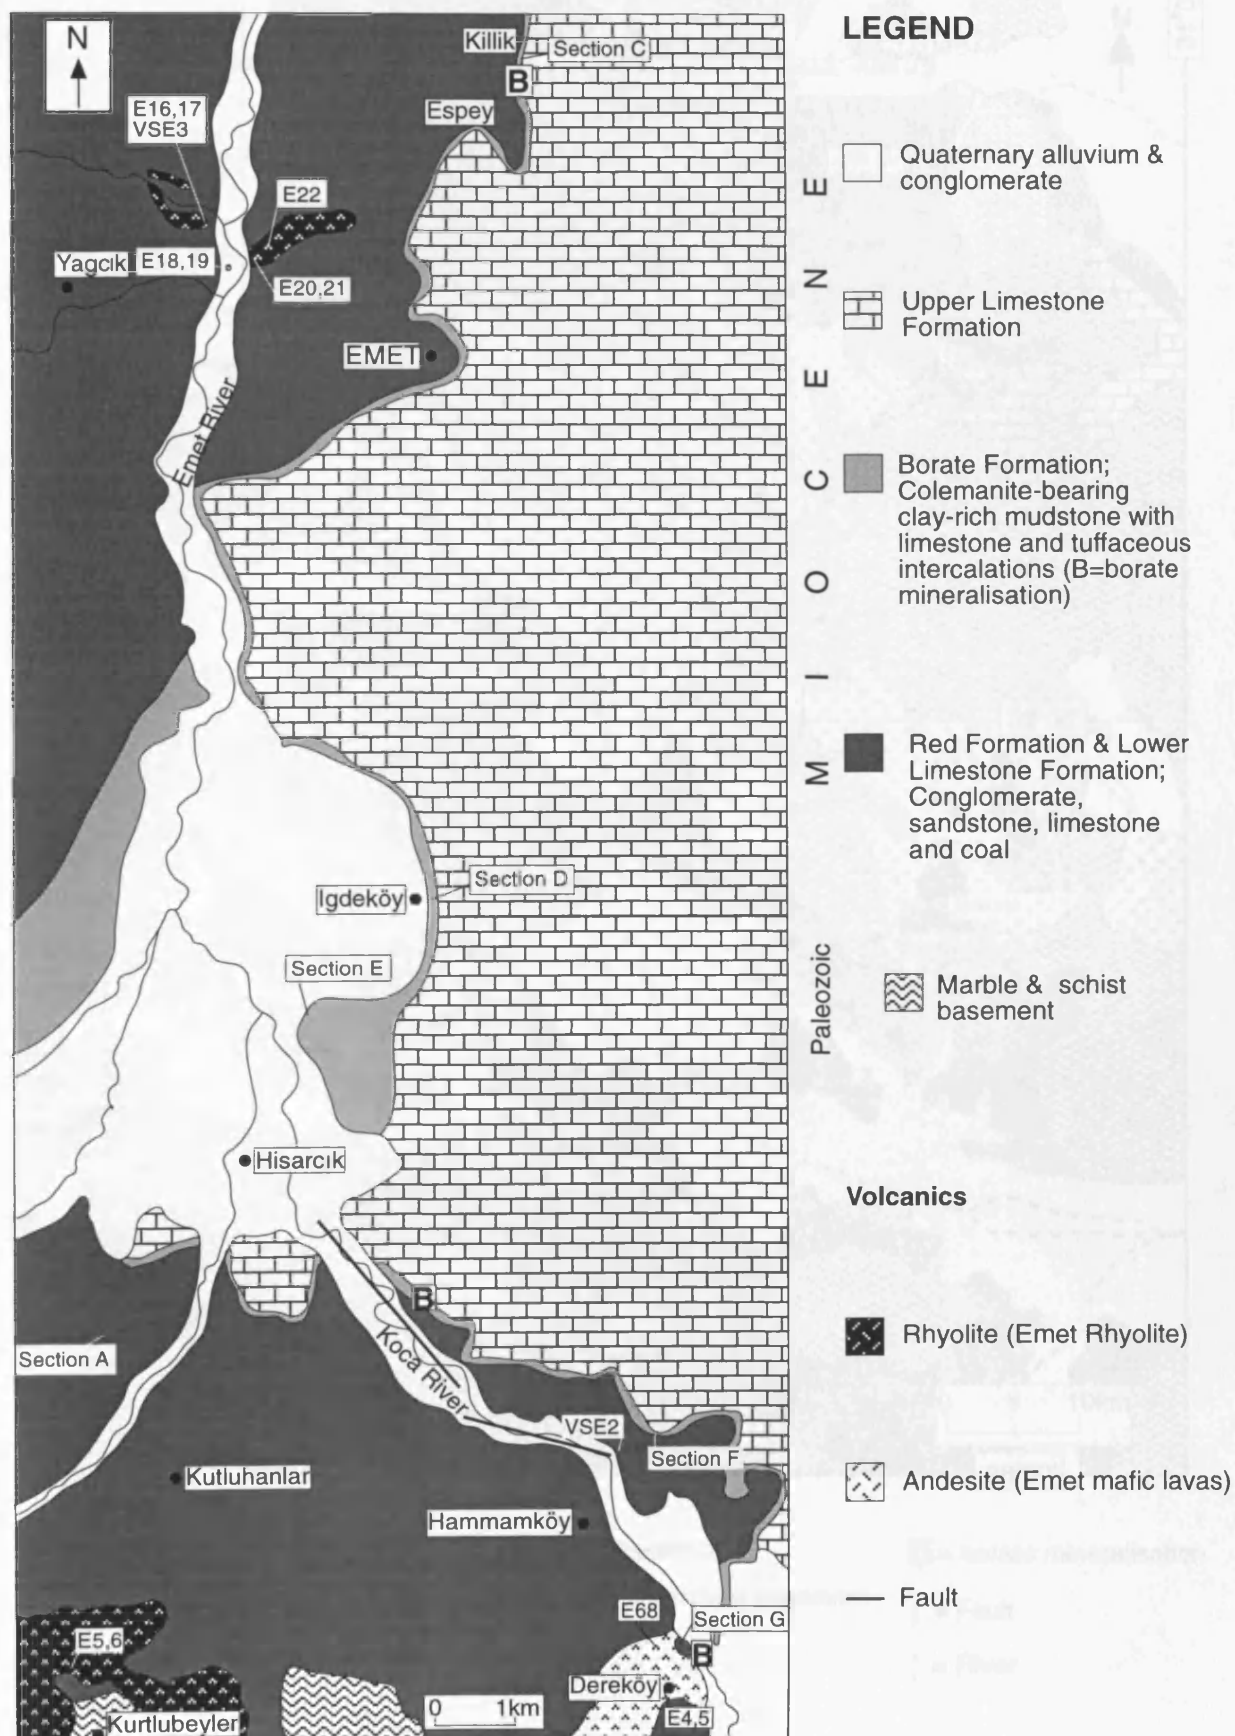 N
Killik
Section C
B
Espey
E16,17
VSE3
E22
Yagcık
E18,19
E20,21
EMET
Emet River
Igdeköy
Section D
Section E
Hisarcık
B
Koca River
Section A
VSE2
Section F
Kutluhanlar
Hammamköy
E68
Section G
B
E5,6
Dereköy
0 1km
E4,5
Kurtlubeyler
LEGEND
MIOCENE
Quaternary alluvium &
conglomerate
Upper Limestone
Formation
Borate Formation;
Colemanite-bearing
clay-rich mudstone with
limestone and tuffaceous
intercalations (B=borate
mineralisation)
Red Formation & Lower
Limestone Formation;
Conglomerate,
sandstone, limestone
and coal
Paleozoic
Marble & schist
basement
Volcanics
Rhyolite (Emet Rhyolite)
Andesite (Emet mafic lavas)
Fault